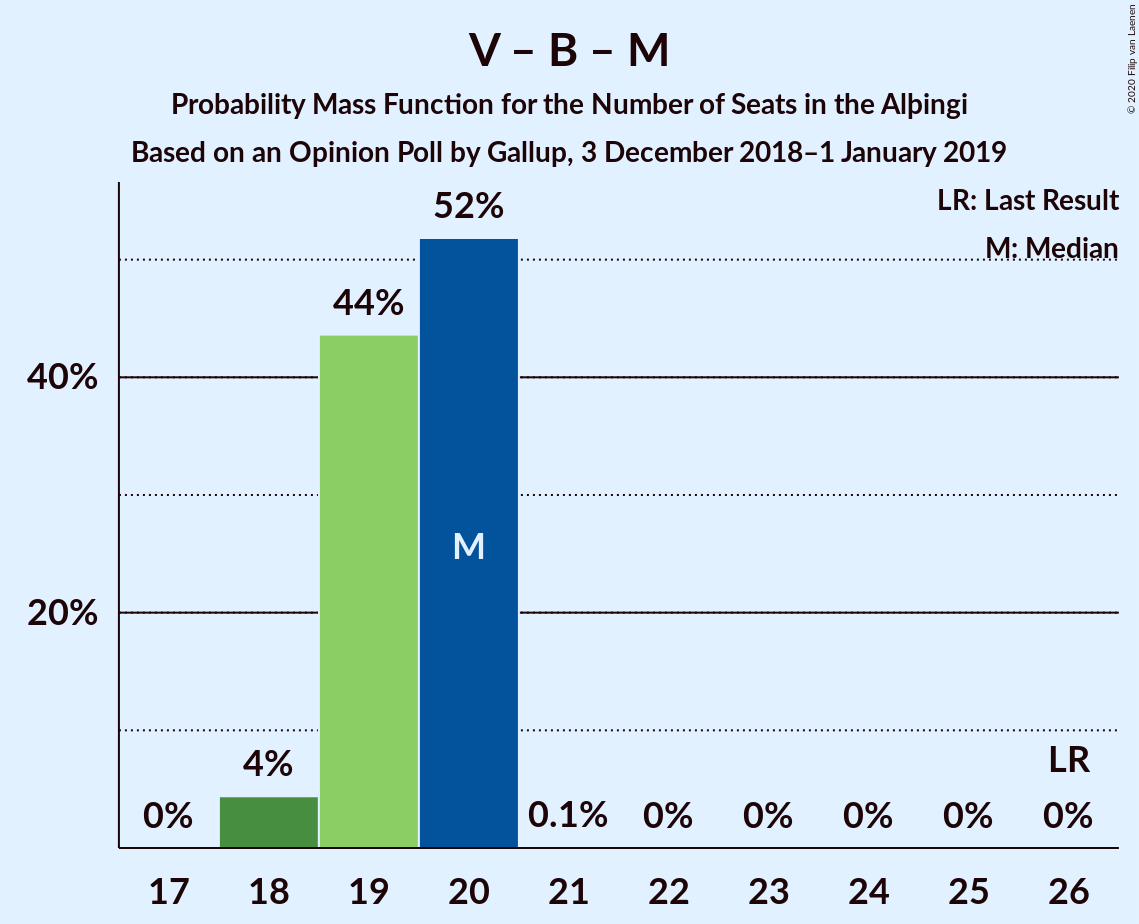 V – B – M
Probability Mass Function for the Number of Seats in the Alþingi
Based on an Opinion Poll by Gallup, 3 December 2018–1 January 2019
© 2020 Filip van Laenen
LR: Last Result
M: Median
52%
44%
40%
M
20%
4%
LR
0%
0.1%
0%
0%
0%
0%
0%
17
18
19
20
21
22
23
24
25
26